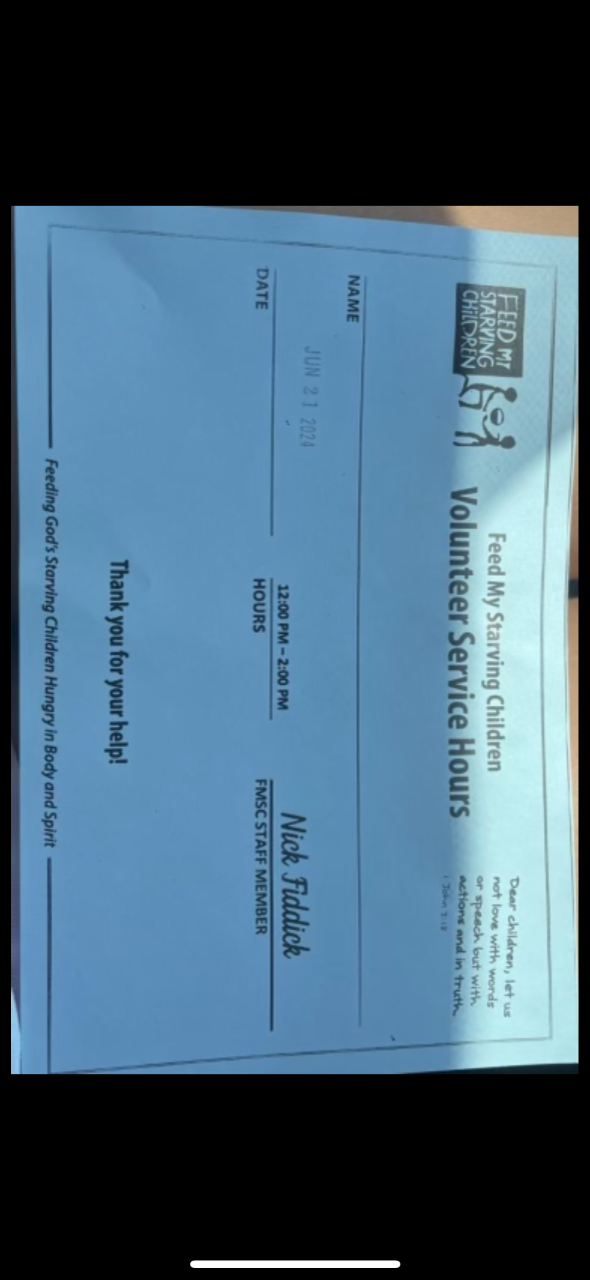 FEED MY
STARVING
CHILDREN
Feed My Starving Children
Volunteer Service Hours
Dear children, let us
not love with words
or speech but with
actions and in truth.
1 John 3:18
NAME
JUN 21 2024
DATE
12:00 PM – 2:00 PM
HOURS
Nick Fiddick
FMSC STAFF MEMBER
Thank you for your help!
Feeding God's Starving Children Hungry in Body and Spirit